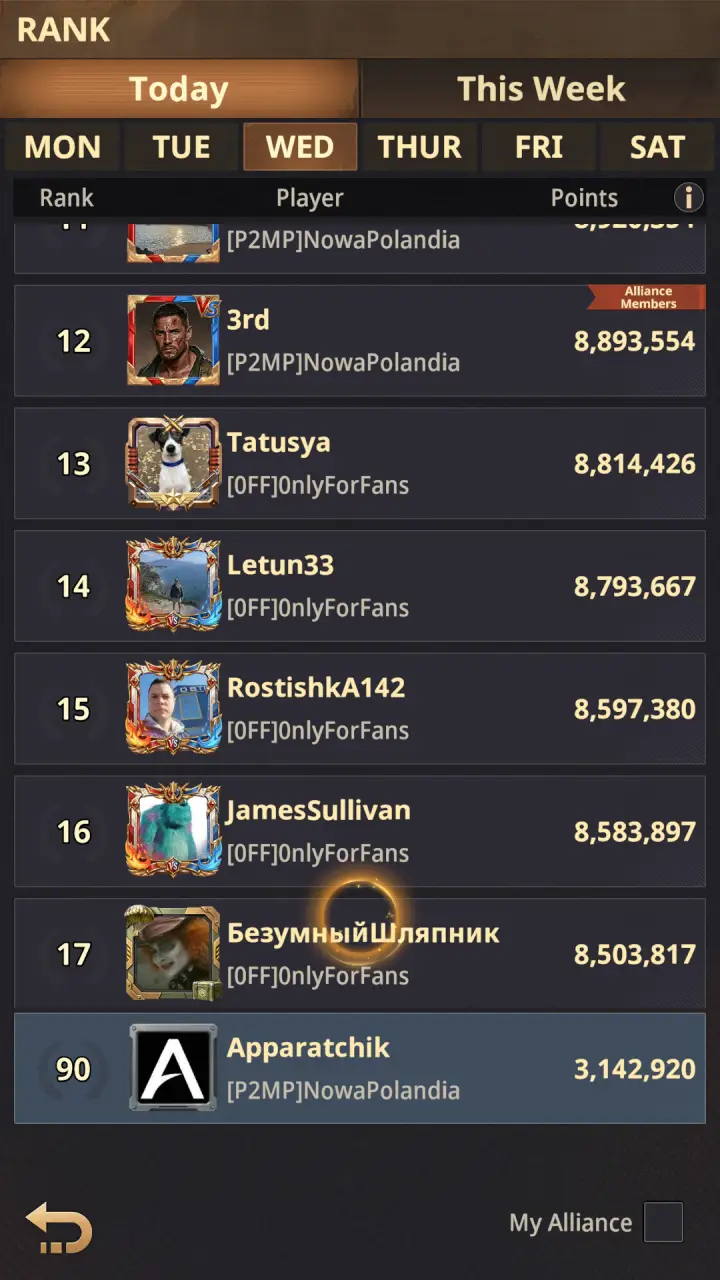 RANK
Today
This Week
MON
TUE
WED
THUR
FRI
SAT
Rank
Player
Points
[P2MP]NowaPolandia
Alliance
Members
12
3rd
8,893,554
[P2MP]NowaPolandia
13
Tatusya
8,814,426
[0FF]0nlyForFans
14
Letun33
8,793,667
[0FF]0nlyForFans
15
RostishkA142
8,597,380
[0FF]0nlyForFans
16
JamesSullivan
8,583,897
[0FF]0nlyForFans
17
БезумныйШляпник
8,503,817
[0FF]0nlyForFans
90
Apparatchik
3,142,920
[P2MP]NowaPolandia
My Alliance